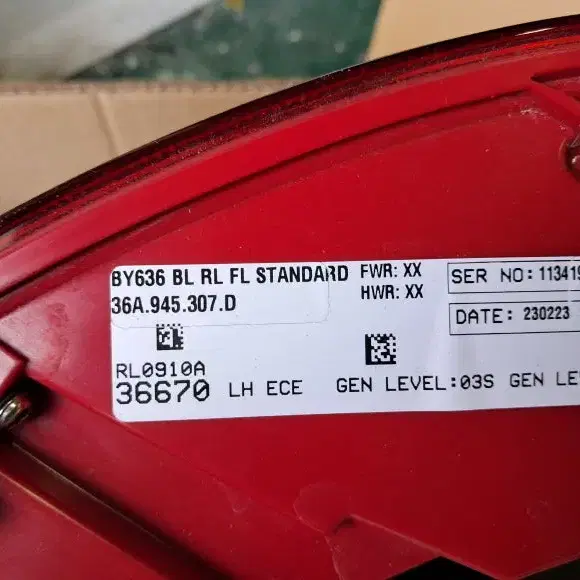 BY636 BL RL FL STANDARD FWR: XX
36A.945.307.D HWR: XX
SER NO: 113419
DATE: 230223
RL0910A
36670 LH ECE GEN LEVEL:03S GEN LE